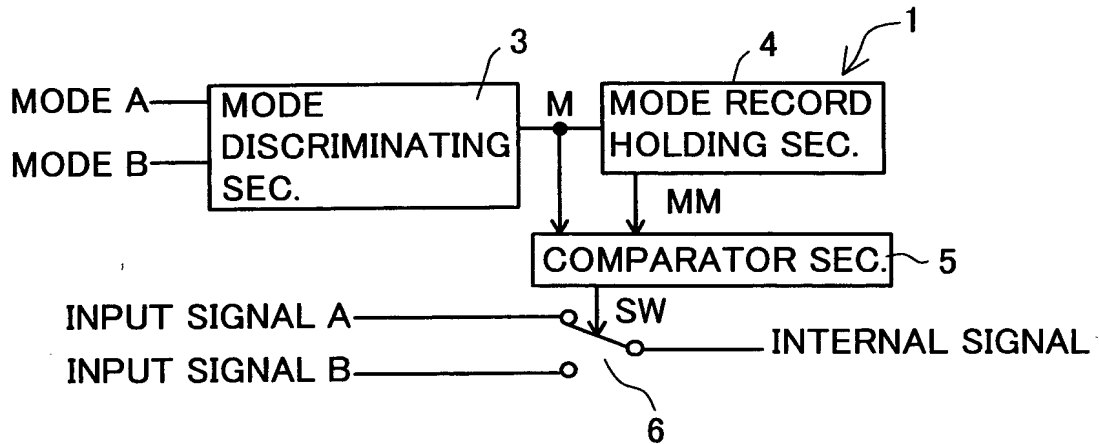 1
3
4
MODE A
MODE B
MODE
DISCRIMINATING
SEC.
M
MODE RECORD
HOLDING SEC.
MM
COMPARATOR SEC.
5
SW
INPUT SIGNAL A
INPUT SIGNAL B
INTERNAL SIGNAL
6